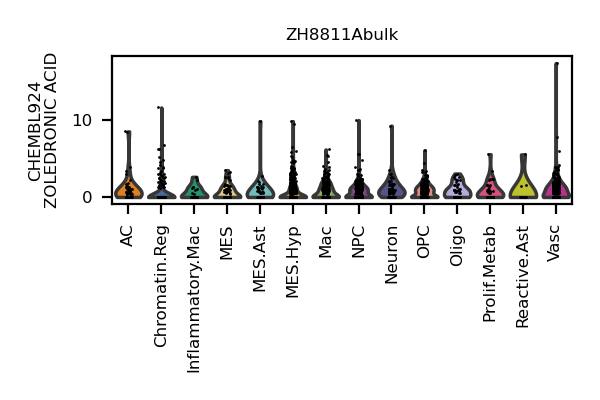 ZH8811Abulk
CHEMBL924
ZOLEDRONIC ACID
10
0
AC
Chromatin.Reg
Inflammatory.Mac
MES
MES.Ast
MES.Hyp
Mac
NPC
Neuron
OPC
Oligo
Prolif.Metab
Reactive.Ast
Vasc